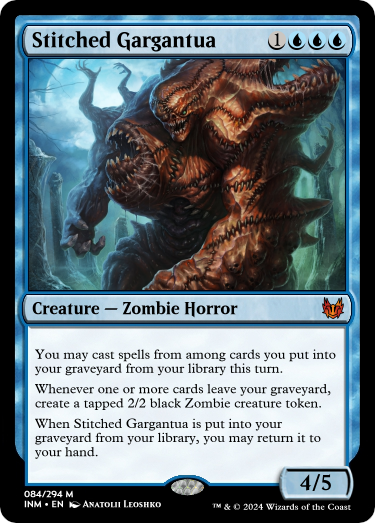 Stitched Gargantua 1
Creature — Zombie Horror
You may cast spells from among cards you put into
your graveyard from your library this turn.
Whenever one or more cards leave your graveyard,
create a tapped 2/2 black Zombie creature token.
When Stitched Gargantua is put into your
graveyard from your library, you may return it to
your hand.
4/5
084/294 M
INM • EN Anatolii Leoshko
™ & © 2024 Wizards of the Coast